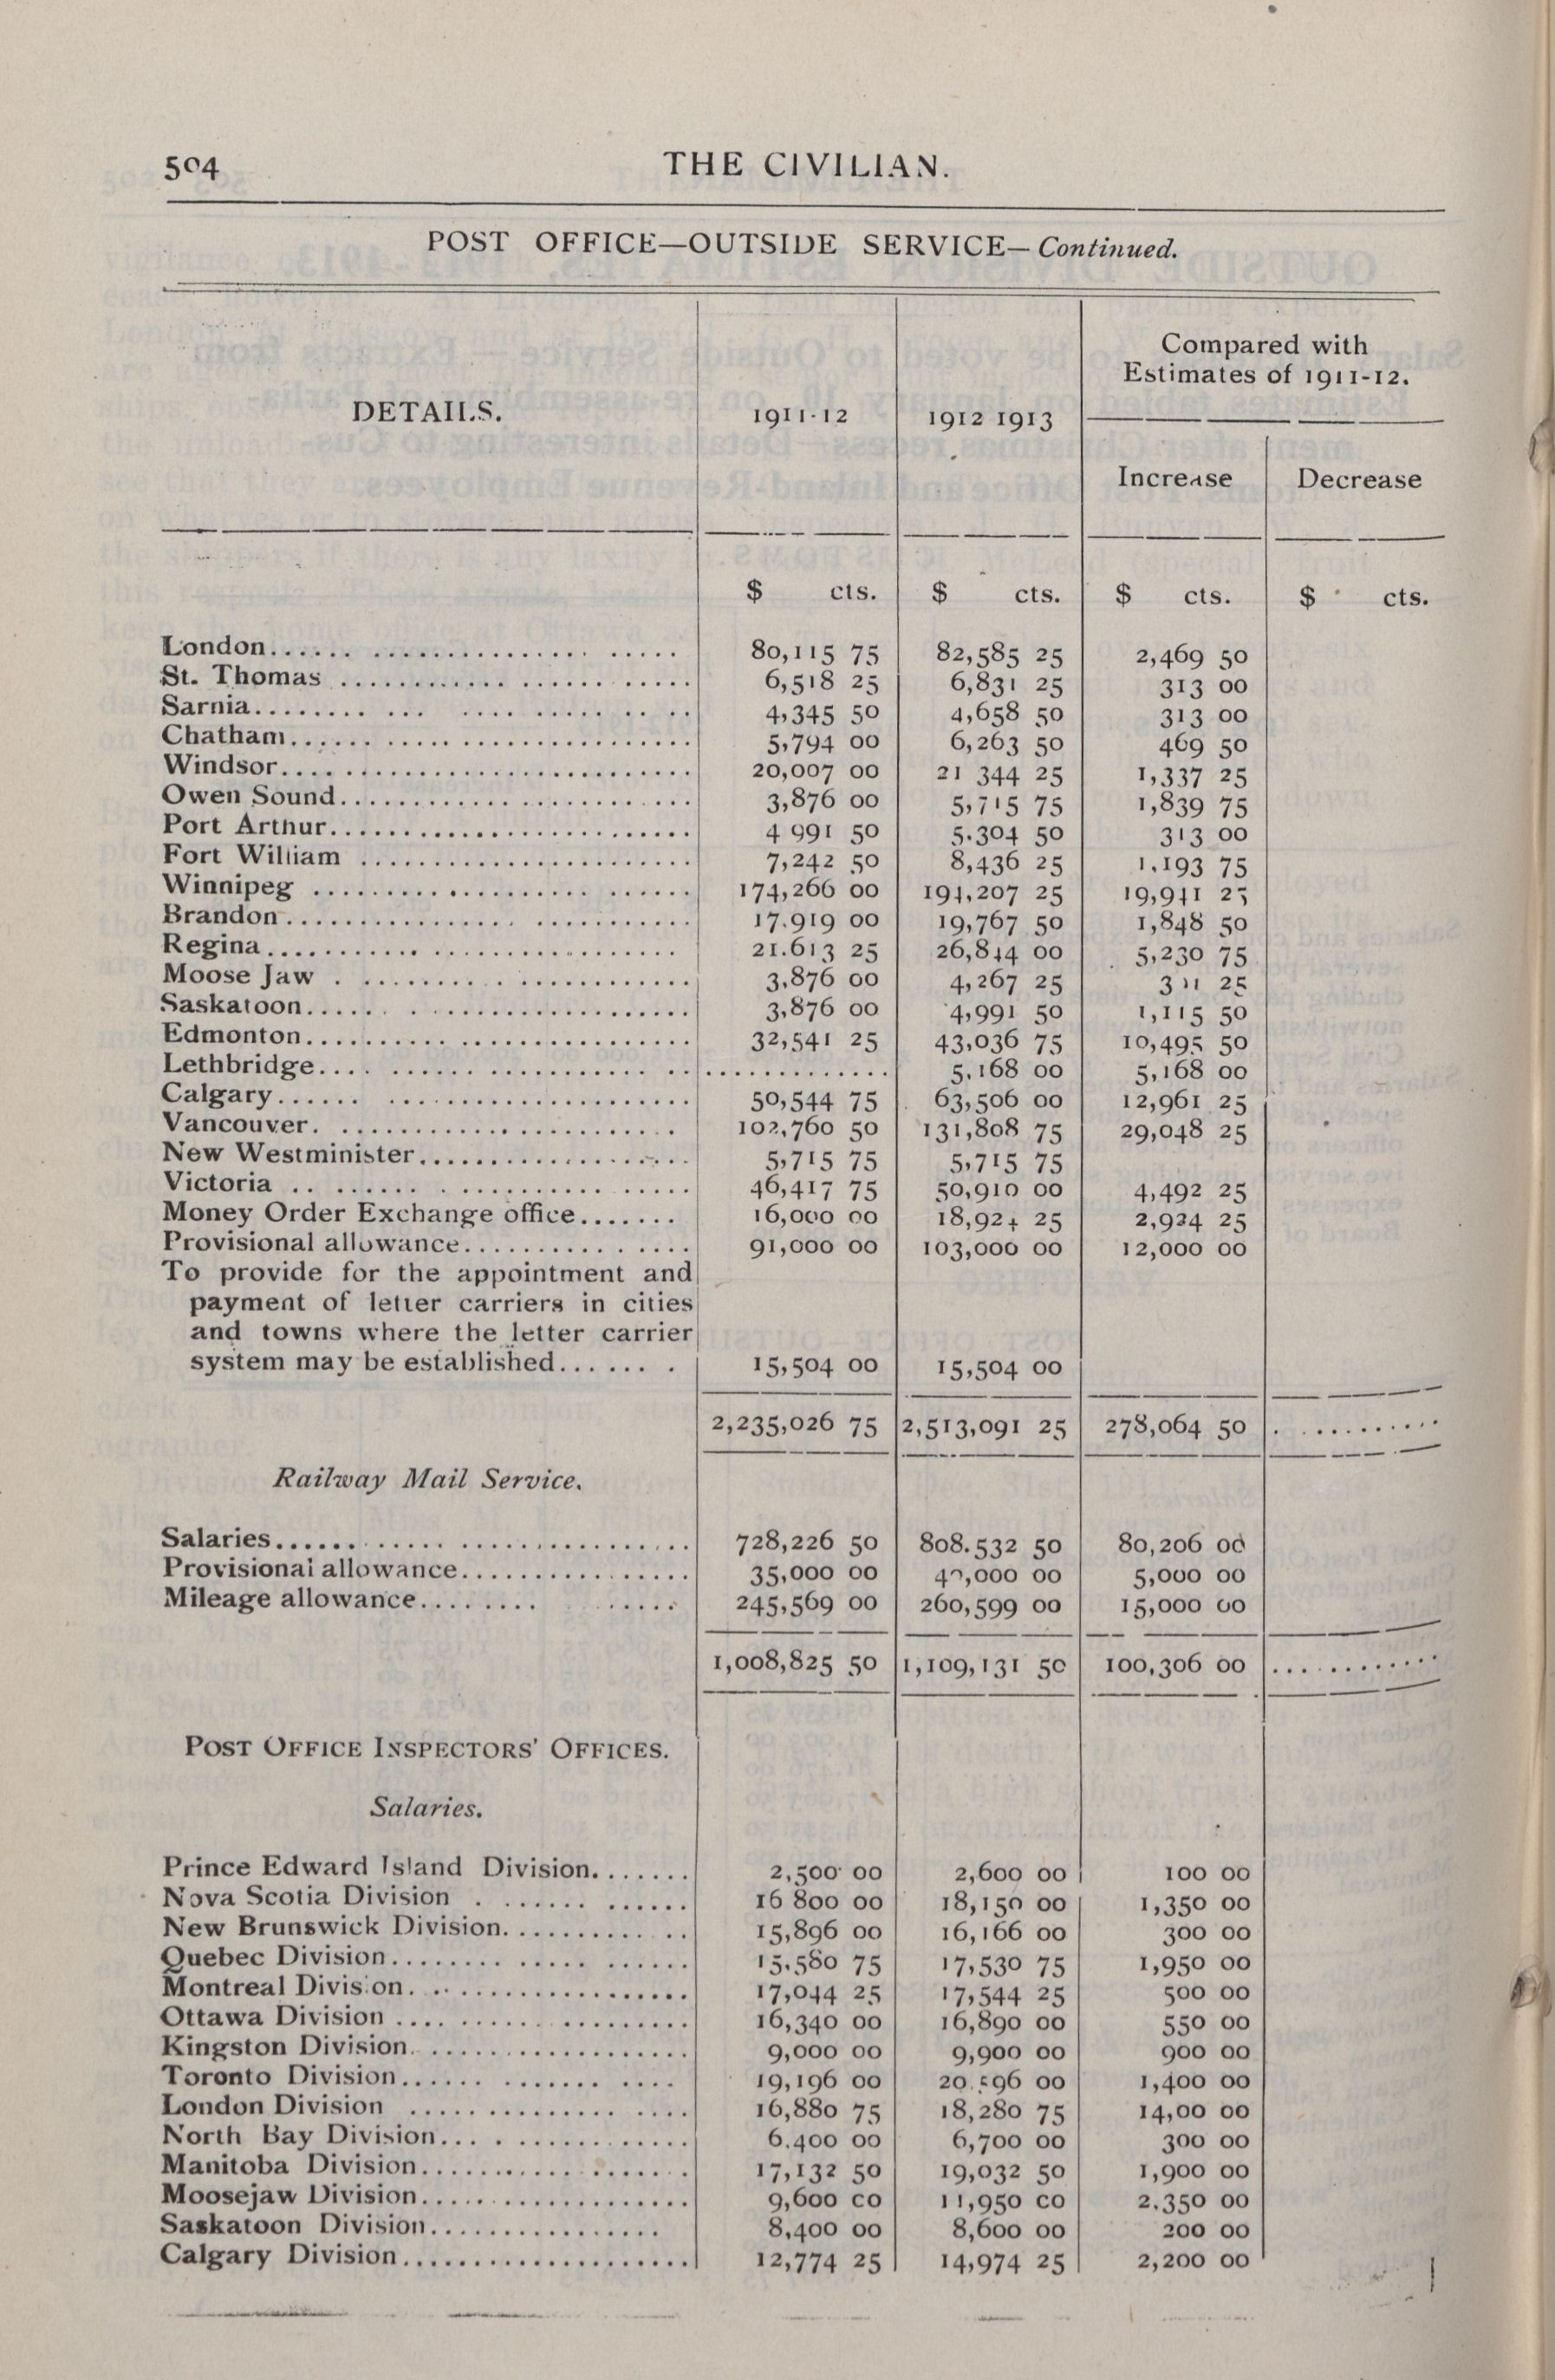 504
THE CIVILIAN.
POST OFFICE—OUTSIDE SERVICE—Continued.
DETAILS. 1911-12 1912 1913 Compared with
Estimates of 1911-12.
Increase Decrease
$ cts. $ cts. $ cts. $ cts.
London...... ............... ..... 80,115 75 82,585 25 2,469 50
St. Thomas ............ ........... 6,518 25 6,831 25 313 00
Sarnia........ ... .... ........ .. .. 4,345 50 4,658 50 313 00
Chatham...... .......................... 5,794 00 6,263 50 469 50
Windsor.... ........................ 20,007 00 21 344 25 1,337 25
Owen Sound........................ 3,876 00 5,715 75 1,839 75
Port Arthur......................... 4 991 50 5.304 50 313 00
Fort William ....................... 7,242 50 8,436 25 1,193 75
Winnipeg ................ ...... 174,266 00 194,207 25 19,941 25
Brandon............................ 17.919 00 19,767 50 1,848 50
Regina............................. 21.613 25 26,844 00 5,230 75
Moose Jaw . ....................... 3,876 00 4,267 25 25
Saskatoon...... .................... 3,876 00 4,991 50 1,115 50
Edmonton........................... 32,541 25 43,036 75 10,495 50
Lethbridge.... .................. .. ............. 5,168 00 5,168 00
Calgary...... ..................... 50,544 75 63,506 00 12,961 25
Vancouver. ........................ 102,760 50 131,808 75 29,048 25
New Westminister................... 5,715 75 5,715 75
Victoria .. ...... . ............ ..... 46,417 75 50,910 00 4,492 25
Money Order Exchange office....... 16,000 00 18,924 25 2,924 25
Provisional allowance................ 91,000 00 103,000 00 12,000 00
To provide for the appointment and
payment of letter carriers in cities
and towns where the letter carrier
system may be established....... . 15,504 00 15,504 00
2,235,026 75 2,513,091 25 278,064 50 . ..........
Railway Mail Service.
Salaries...... ..... ................ 728,226 50 808.532 50 80,206 00
Provisional allowance................ 35,000 00 40,000 00 5,000 00
Mileage allowance........ ...... 245,569 00 260,599 00 15,000 00
1,008,825 50 1,109,131 50 100,306 00 ............
POST OFFICE INSPECTORS' OFFICES.
Salaries.
Prince Edward Island Division....... 2,500 00 2,600 00 100 00
Nova Scotia Division . ...... ...... 16 800 00 18,150 00 1,350 00
New Brunswick Division............. 15,896 00 16,166 00 300 00
Quebec Division......... ..... ...... 15.580 75 17,530 75 1,950 00
Montreal Division. .. ................. 17,044 25 17,544 25 500 00
Ottawa Division .... ............... 16,340 00 16,890 00 550 00
Kingston Division. .................. 9,000 00 9,900 00 900 00
Toronto Division...... ....... .... 19,196 00 20.596 00 1,400 00
London Division ............. .... 16,880 75 18,280 75 14,00 00
North Bay Division... . ............. 6.400 00 6,700 00 300 00
Manitoba Division................... 17,132 50 19,032 50 1,900 00
Moosejaw Division................... 9,600 00 11,950 00 2.350 00
Saskatoon Division................ 8,400 00 8,600 00 200 00
Calgary Division.................... 12,774 25 14,974 25 2,200 00